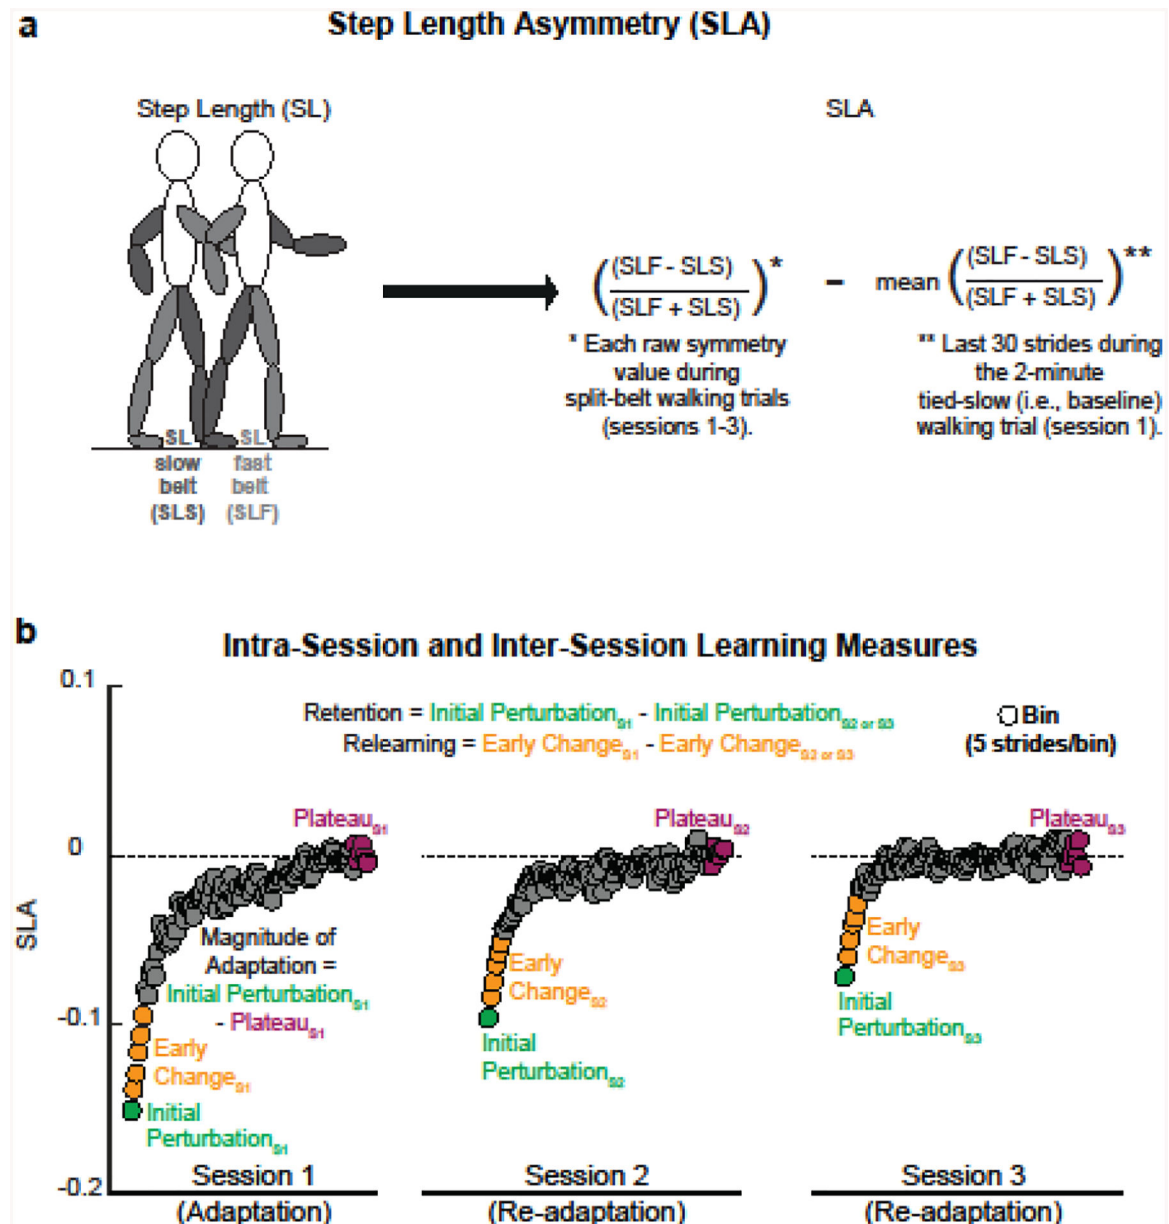 a
Step Length Asymmetry (SLA)
Step Length (SL)
SLA
(SLF - SLS)
(SLF + SLS)
*
-
mean
(SLF - SLS)
(SLF + SLS)
**
* Each raw symmetry
value during
split-belt walking trials
(sessions 1-3).
** Last 30 strides during
the 2-minute
tied-slow (i.e., baseline)
walking trial (session 1).
SL
slow
belt
(SLS)
SL
fast
belt
(SLF)
b
Intra-Session and Inter-Session Learning Measures
0.1
0
-0.1
-0.2
SLA
Retention = Initial Perturbation S1 - Initial Perturbation S2 or S3
Relearning = Early Change S1 - Early Change S2 or S3
Bin
(5 strides/bin)
Plateau S1
Magnitude of
Adaptation =
Initial Perturbation S1
- Plateau S1
Early
Change S1
Initial
Perturbation S1
Session 1
(Adaptation)
Plateau S2
Early
Change S2
Initial
Perturbation S2
Session 2
(Re-adaptation)
Plateau S3
Early
Change S3
Initial
Perturbation S3
Session 3
(Re-adaptation)